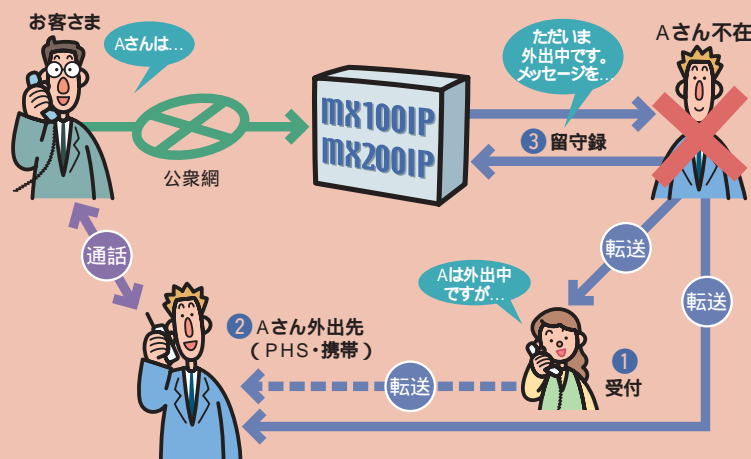 お客さま
Aさんは…
公衆網
MX100IP
MX200IP
ただいま
外出中です。
メッセージを…
Aさん不在
3 留守録
転送
転送
通話
Aは外出中
ですが…
2 Aさん外出先
(PHS・携帯)
転送
1
受付